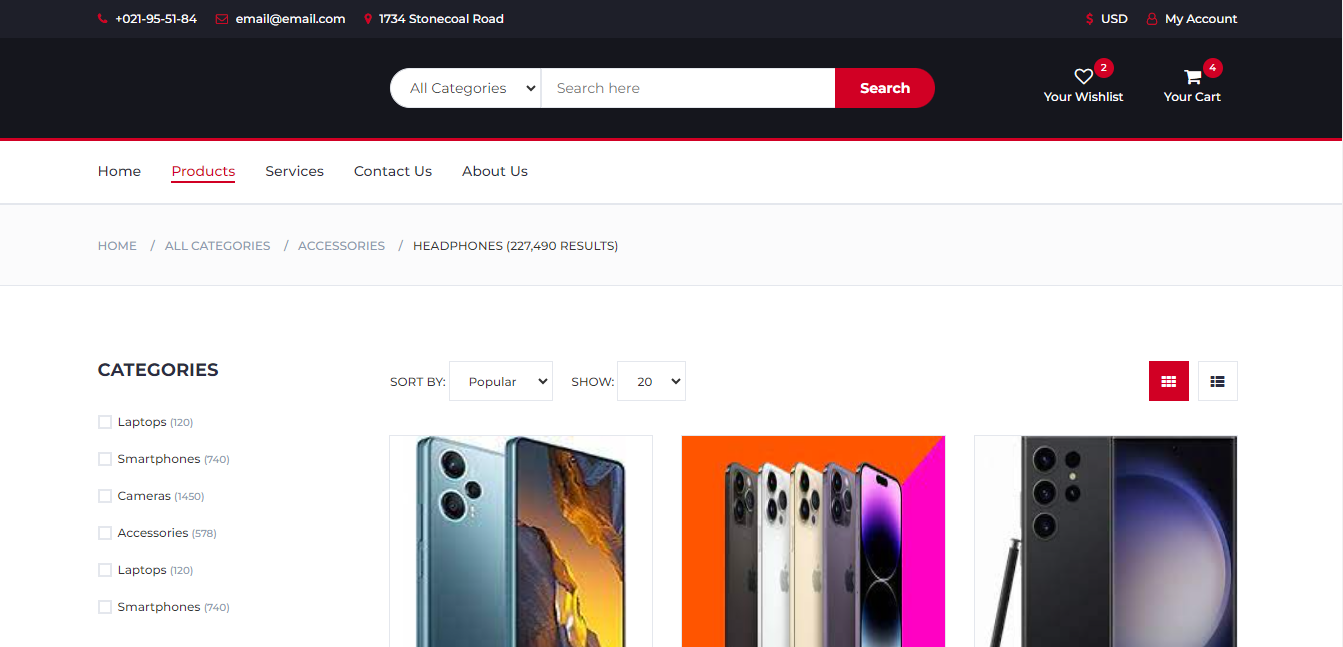 +021-95-51-84 email@email.com 1734 Stonecoal Road $ USD My Account
All Categories Search here Search 2 Your Wishlist 4 Your Cart
Home Products Services Contact Us About Us
HOME / ALL CATEGORIES / ACCESSORIES / HEADPHONES (227,490 RESULTS)
CATEGORIES
Laptops (120)
Smartphones (740)
Cameras (1450)
Accessories (578)
Laptops (120)
Smartphones (740)
SORT BY: Popular SHOW: 20